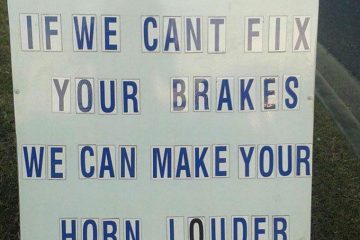 IF WE CANT FIX
YOUR BRAKES
WE CAN MAKE YOUR
HORN LOUDER